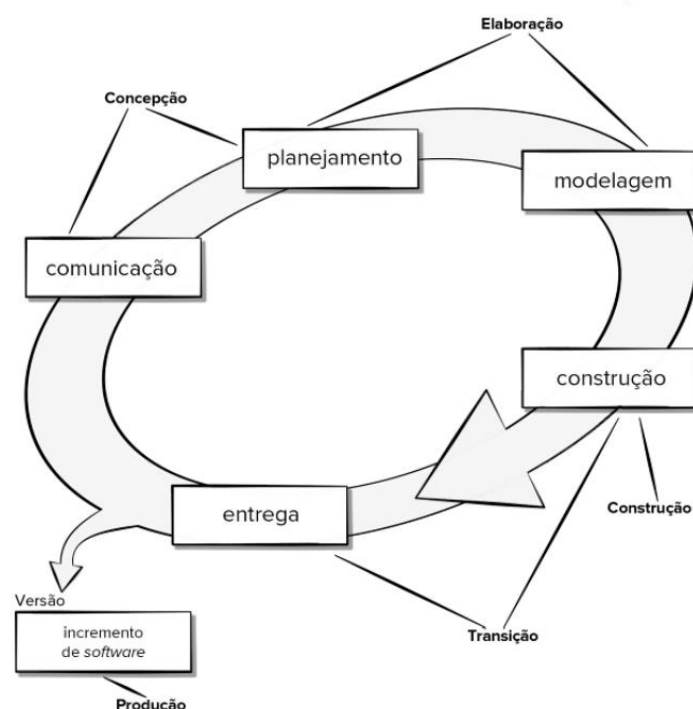 Elaboração
Concepção
planejamento
modelagem
comunicação
construção
entrega
Construção
Versão
incremento
de software
Transição
Produção